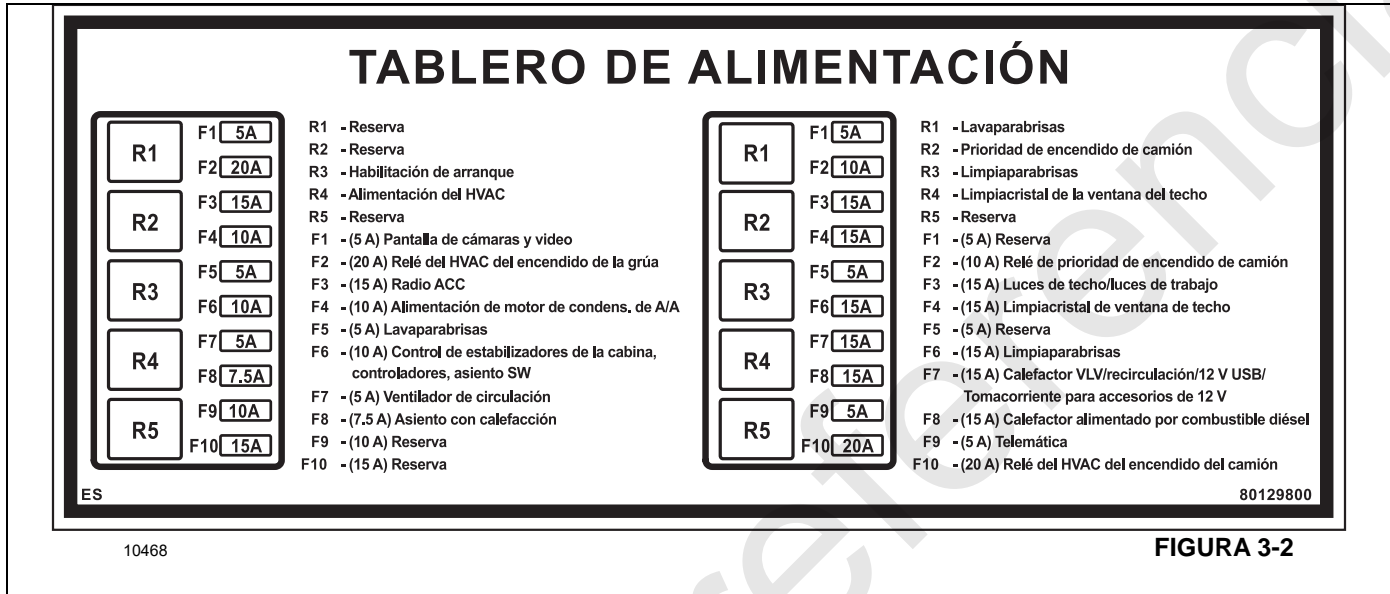 TABLERO DE ALIMENTACIÓN
R1
R2
R3
R4
R5
F1 5A
F2 20A
F3 15A
F4 10A
F5 5A
F6 10A
F7 5A
F8 7.5A
F9 10A
F10 15A
R1 - Reserva
R2 - Reserva
R3 - Habilitación de arranque
R4 - Alimentación del HVAC
R5 - Reserva
F1 - (5 A) Pantalla de cámaras y video
F2 - (20 A) Relé del HVAC del encendido de la grúa
F3 - (15 A) Radio ACC
F4 - (10 A) Alimentación de motor de condens. de A/A
F5 - (5 A) Lavaparabrisas
F6 - (10 A) Control de estabilizadores de la cabina,
controladores, asiento SW
F7 - (5 A) Ventilador de circulación
F8 - (7.5 A) Asiento con calefacción
F9 - (10 A) Reserva
F10 - (15 A) Reserva
R1
R2
R3
R4
R5
F1 5A
F2 10A
F3 15A
F4 15A
F5 5A
F6 15A
F7 15A
F8 15A
F9 5A
F10 20A
R1 - Lavaparabrisas
R2 - Prioridad de encendido de camión
R3 - Limpiaparabrisas
R4 - Limpiacristal de la ventana del techo
R5 - Reserva
F1 - (5 A) Reserva
F2 - (10 A) Relé de prioridad de encendido de camión
F3 - (15 A) Luces de techo/luces de trabajo
F4 - (15 A) Limpiacristal de ventana de techo
F5 - (5 A) Reserva
F6 - (15 A) Limpiaparabrisas
F7 - (15 A) Calefactor VLV/recirculación/12 V USB/
Tomacorriente para accesorios de 12 V
F8 - (15 A) Calefactor alimentado por combustible diésel
F9 - (5 A) Telemática
F10 - (20 A) Relé del HVAC del encendido del camión
ES
80129800
10468
FIGURA 3-2